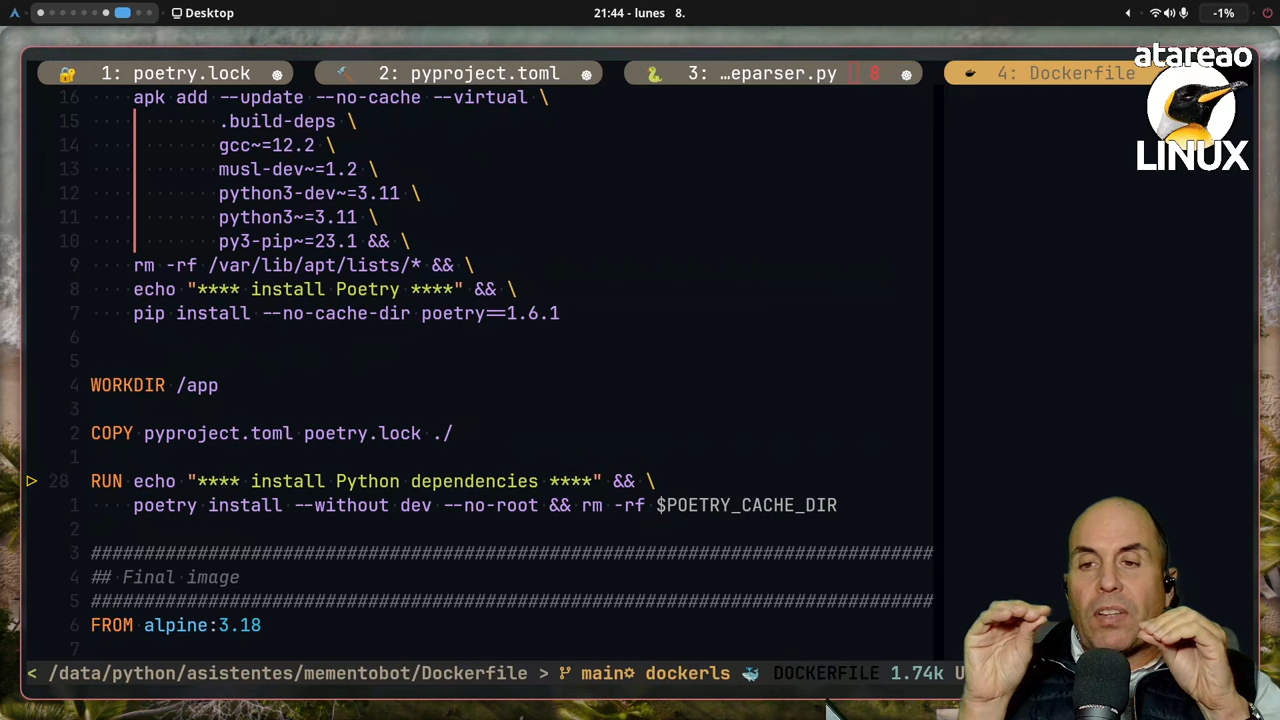 Desktop
21:44 - lunes 8.
-1%
1: poetry.lock
2: pyproject.toml
3: …eparser.py 8
4: Dockerfile
atareao
LINUX
16 apk add --update --no-cache --virtual \
15 .build-deps \
14 gcc~=12.2 \
13 musl-dev~=1.2 \
12 python3-dev~=3.11 \
11 python3~=3.11 \
10 py3-pip~=23.1 && \
9 rm -rf /var/lib/apt/lists/* && \
8 echo "**** install Poetry ****" && \
7 pip install --no-cache-dir poetry==1.6.1
6
5
4 WORKDIR /app
3
2 COPY pyproject.toml poetry.lock ./
1
28 RUN echo "**** install Python dependencies ****" && \
1 poetry install --without dev --no-root && rm -rf $POETRY_CACHE_DIR
2
3 ###############################################################################
4 ## Final image
5 ###############################################################################
6 FROM alpine:3.18
7
< /data/python/asistentes/mementobot/Dockerfile > main dockerls DOCKERFILE 1.74k U